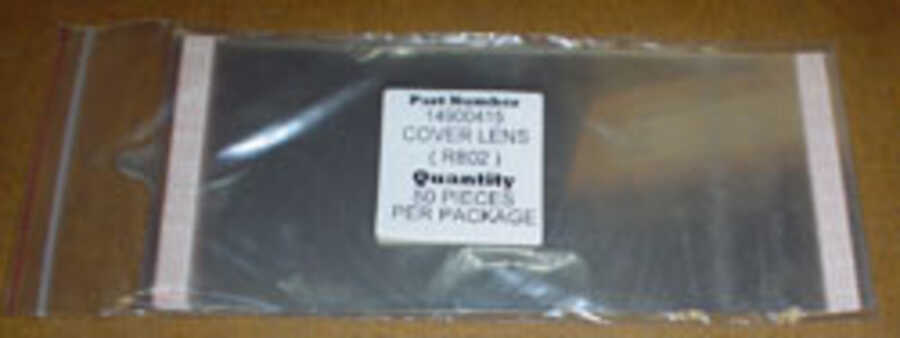 Part Number
14900415
COVER LENS
( R802 )
Quantity
50 PIECES
PER PACKAGE